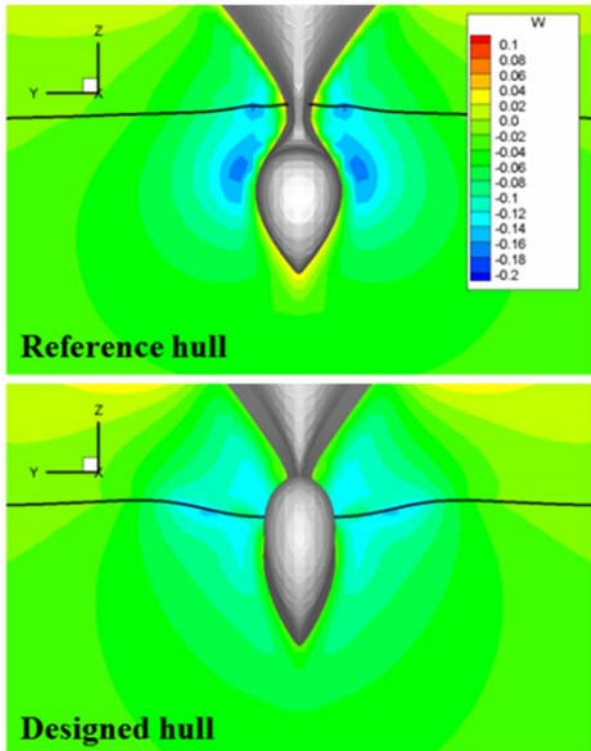 W
0.1
0.08
0.06
0.04
0.02
0.0
-0.02
-0.04
-0.06
-0.08
-0.1
-0.12
-0.14
-0.16
-0.18
-0.2
Z
Y
X
Reference hull
Z
Y
X
Designed hull